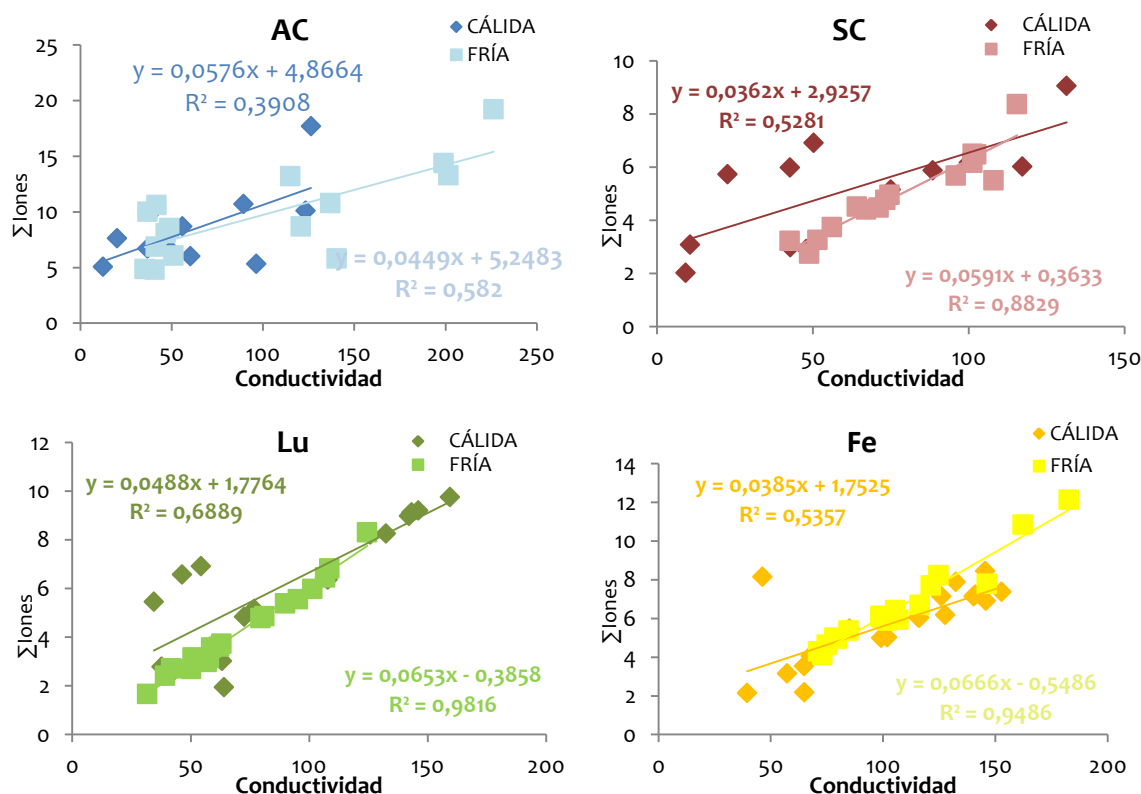 AC
CÁLIDA
FRÍA
y = 0,0576x + 4,8664
R² = 0,3908
y = 0,0449x + 5,2483
R² = 0,582
25
20
15
10
5
0
0 50 100 150 200 250
ΣIones
Conductividad
SC
CÁLIDA
FRÍA
y = 0,0362x + 2,9257
R² = 0,5281
y = 0,0591x + 0,3633
R² = 0,8829
10
8
6
4
2
0
0 50 100 150
Conductividad
Lu
CÁLIDA
FRÍA
y = 0,0488x + 1,7764
R² = 0,6889
y = 0,0653x - 0,3858
R² = 0,9816
12
10
8
6
4
2
0
0 50 100 150 200
ΣIones
Conductividad
Fe
CÁLIDA
FRÍA
y = 0,0385x + 1,7525
R² = 0,5357
y = 0,0666x - 0,5486
R² = 0,9486
14
12
10
8
6
4
2
0
0 50 100 150 200
Conductividad